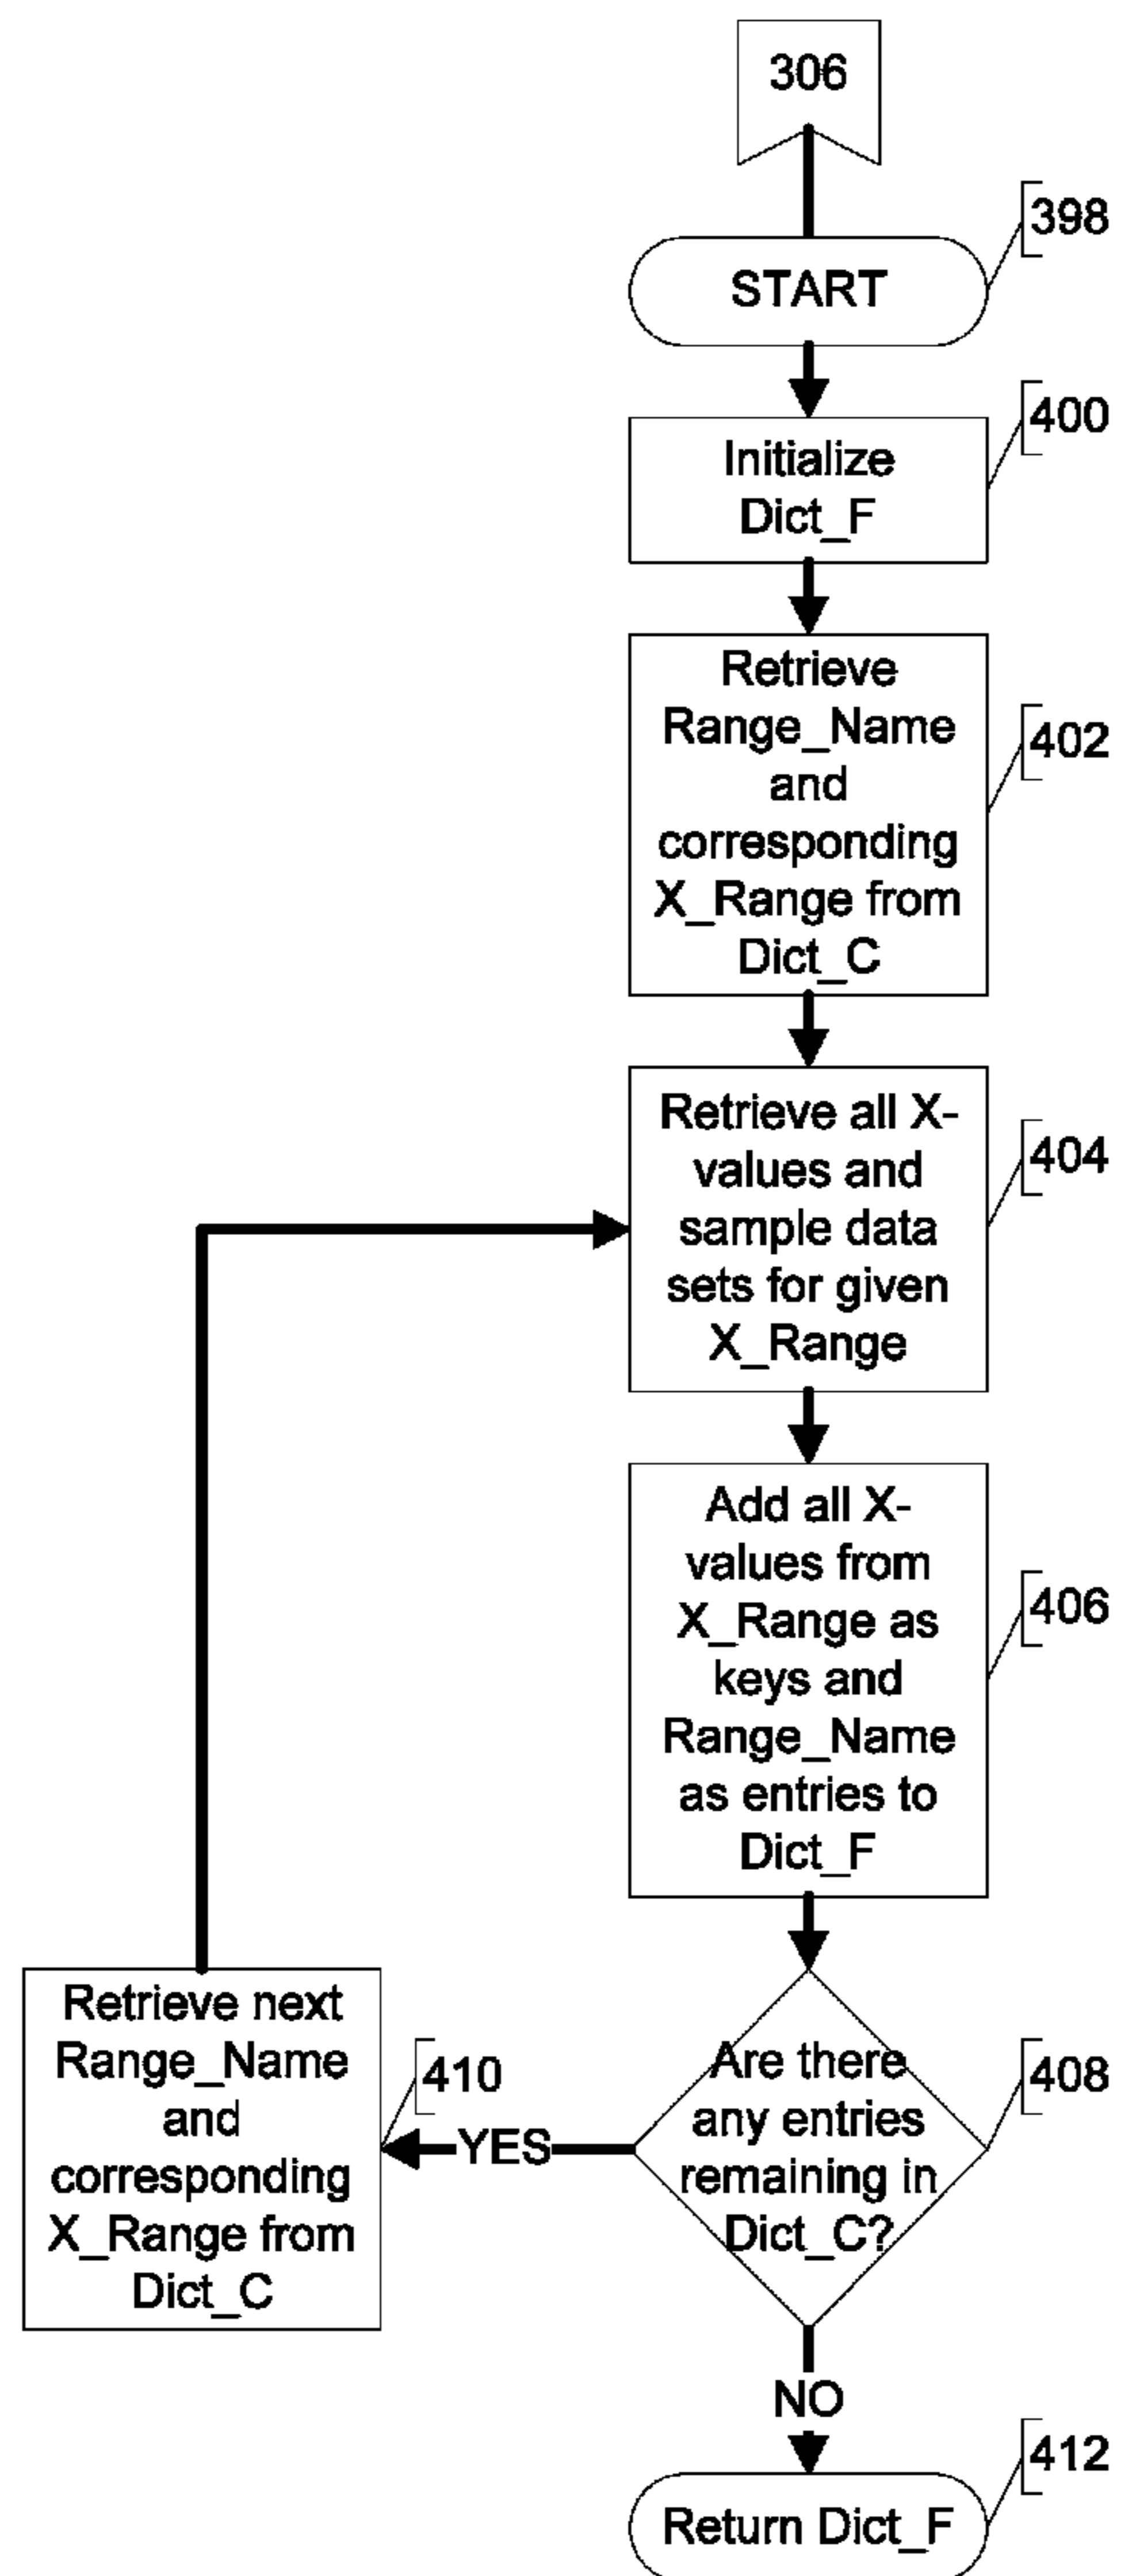 306
398
START
400
Initialize
Dict_F
402
Retrieve
Range_Name
and
corresponding
X_Range from
Dict_C
404
Retrieve all X-
values and
sample data
sets for given
X_Range
406
Add all X-
values from
X_Range as
keys and
Range_Name
as entries to
Dict_F
408
Are there
any entries
remaining in
Dict_C?
YES
410
Retrieve next
Range_Name
and
corresponding
X_Range from
Dict_C
NO
412
Return Dict_F